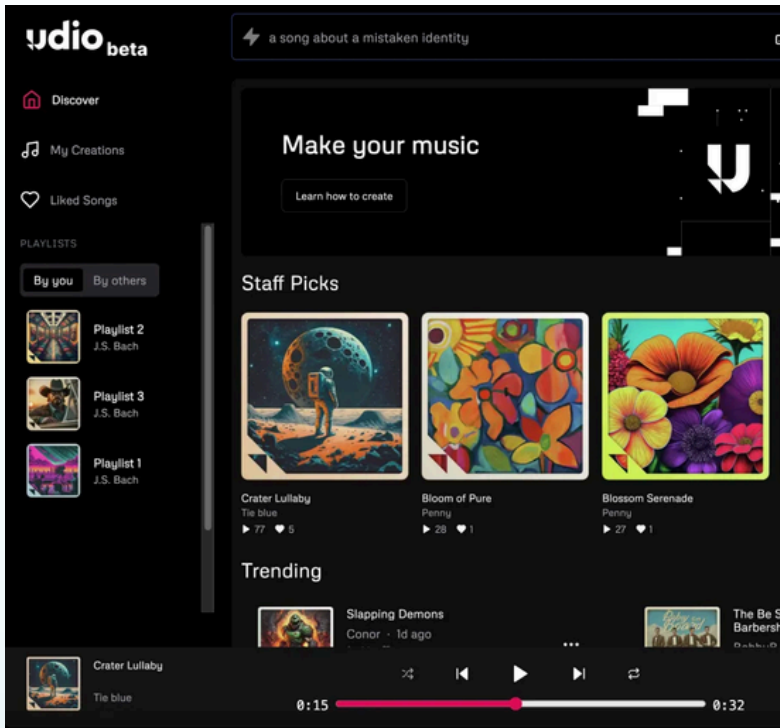 udio beta
a song about a mistaken identity
Discover
My Creations
Liked Songs
PLAYLISTS
By you By others
Playlist 2
J.S. Bach
Playlist 3
J.S. Bach
Playlist 1
J.S. Bach
Make your music
Learn how to create
Staff Picks
Crater Lullaby
Tie blue
77 5
Bloom of Pure
Penny
28 1
Blossom Serenade
Penny
27 1
Trending
Slapping Demons
Conor · 1d ago
The Be S
Barbersh
Crater Lullaby
Tie blue
0:15 0:32